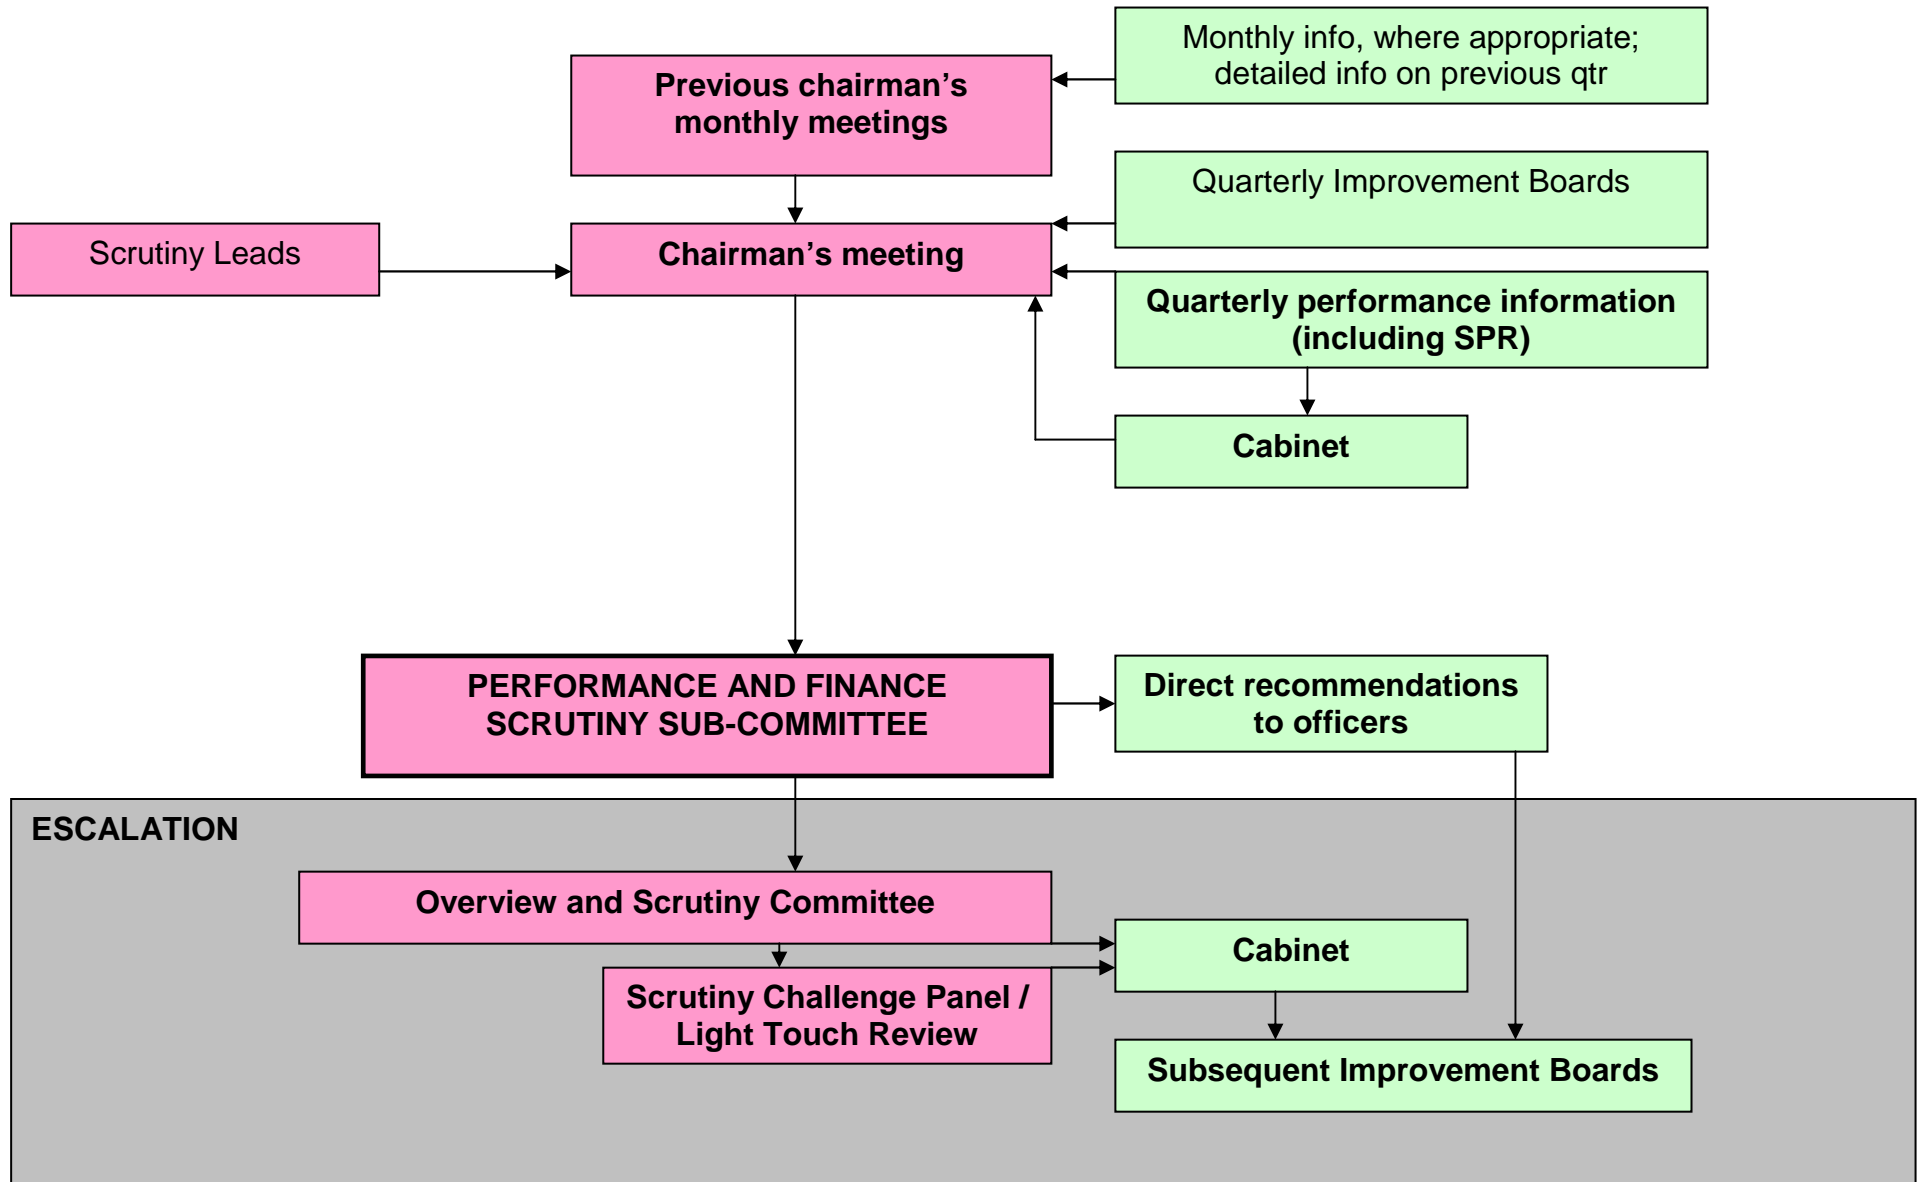 Monthly info, where appropriate;
detailed info on previous qtr
Previous chairman’s
monthly meetings
Quarterly Improvement Boards
Scrutiny Leads
Chairman’s meeting
Quarterly performance information
(including SPR)
Cabinet
PERFORMANCE AND FINANCE
SCRUTINY SUB-COMMITTEE
Direct recommendations
to officers
ESCALATION
Overview and Scrutiny Committee
Cabinet
Scrutiny Challenge Panel /
Light Touch Review
Subsequent Improvement Boards